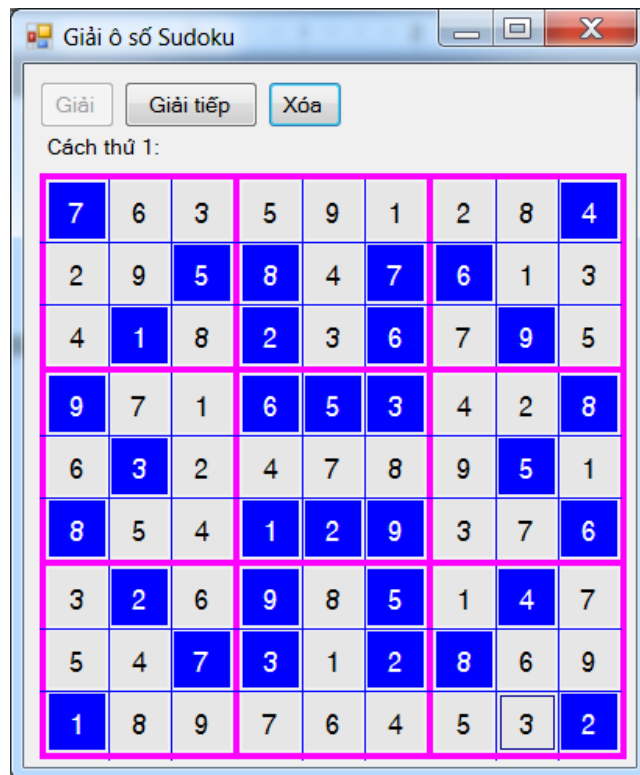 Giải ô số Sudoku
Giải Giải tiếp Xóa
Cách thứ 1:
7 6 3 5 9 1 2 8 4
2 9 5 8 4 7 6 1 3
4 1 8 2 3 6 7 9 5
9 7 1 6 5 3 4 2 8
6 3 2 4 7 8 9 5 1
8 5 4 1 2 9 3 7 6
3 2 6 9 8 5 1 4 7
5 4 7 3 1 2 8 6 9
1 8 9 7 6 4 5 3 2